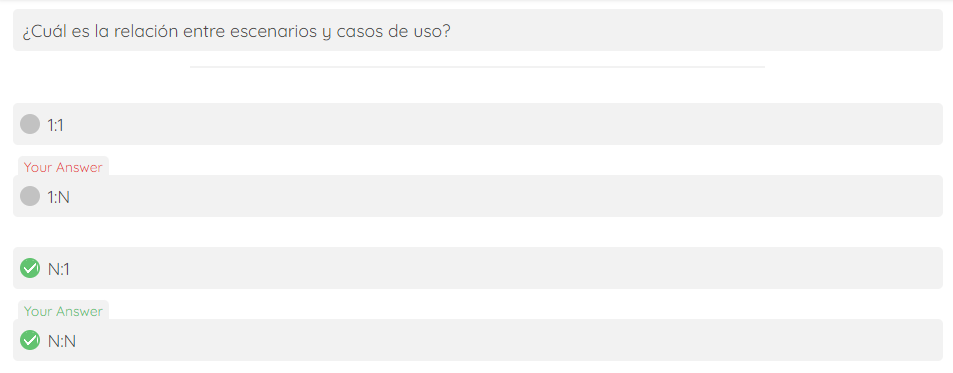 ¿Cuál es la relación entre escenarios y casos de uso?
1:1
Your Answer
1:N
N:1
Your Answer
N:N